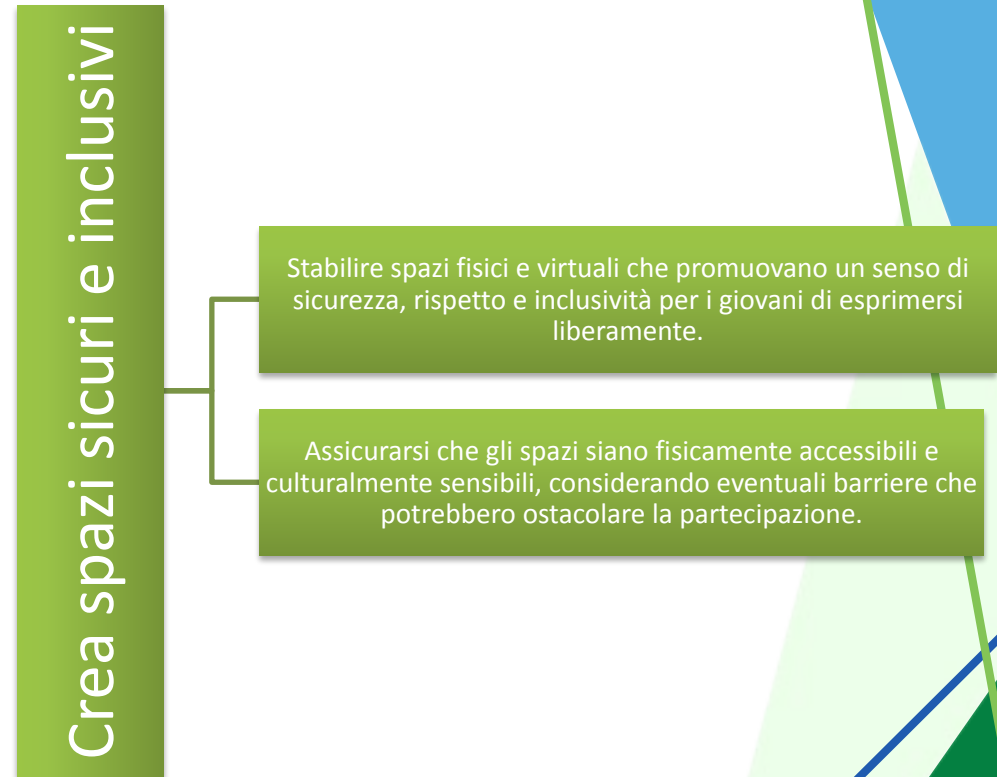 Crea spazi sicuri e inclusivi
Stabilire spazi fisici e virtuali che promuovano un senso di
sicurezza, rispetto e inclusività per i giovani di esprimersi
liberamente.
Assicurarsi che gli spazi siano fisicamente accessibili e
culturalmente sensibili, considerando eventuali barriere che
potrebbero ostacolare la partecipazione.